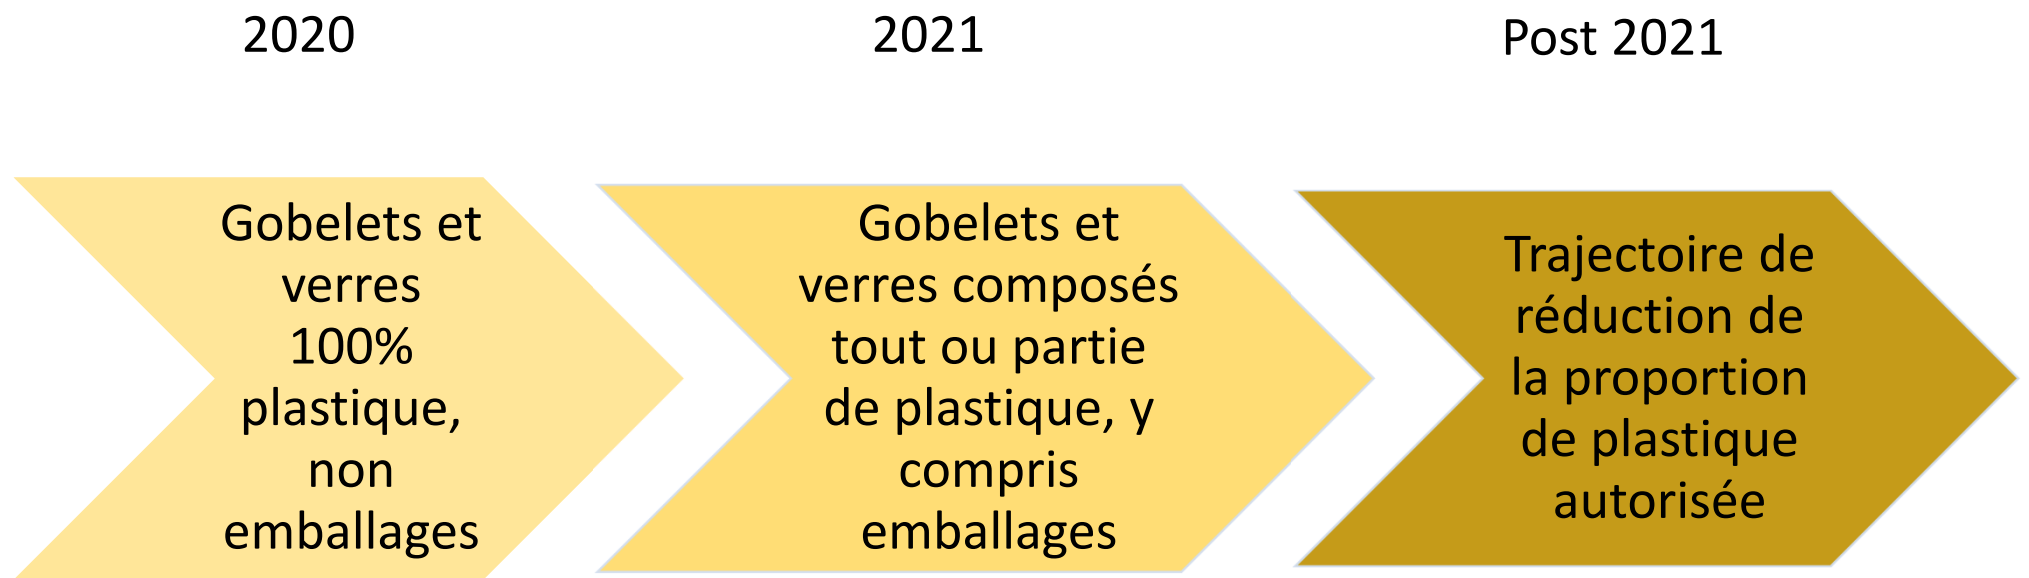 2020
2021
Post 2021
Gobelets et
verres
100%
plastique,
non
emballages
Gobelets et
verres composés
tout ou partie
de plastique, y
compris
emballages
Trajectoire de
réduction de
la proportion
de plastique
autorisée